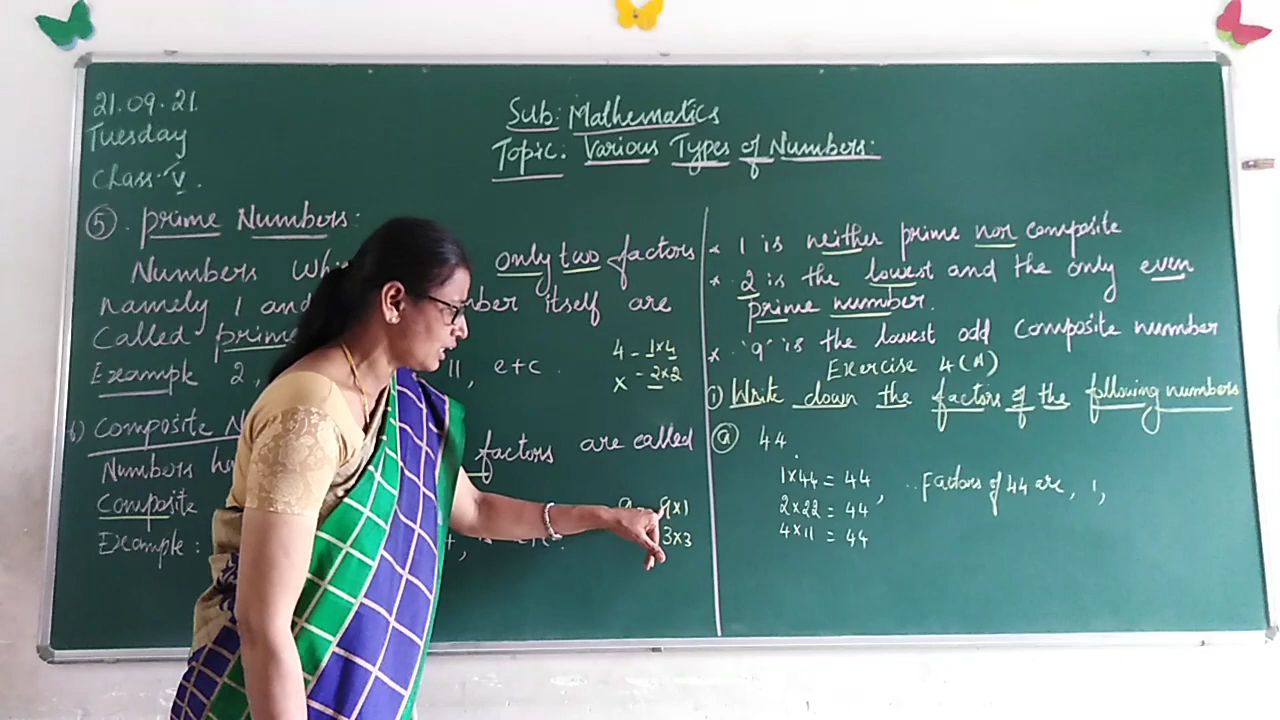 21.09.21.
Tuesday
Class: V.
Sub: Mathematics
Topic: Various Types of Numbers:
5. prime Numbers:
Numbers only two factors
namely 1 and itself are
Called prime
Example 2, 11, etc.
4 - 1x4
x - 2x2
Composite
Numbers factors are called
Composite
Example:
9 - 9x1
3x3
* 1 is neither prime nor composite
* 2 is the lowest and the only even
prime number.
* '9' is the lowest odd composite number
Exercise 4(A)
1) Write down the factors of the following numbers
a 44.
1x44 = 44, ∴ Factors of 44 are, 1,
2x22 = 44
4x11 = 44